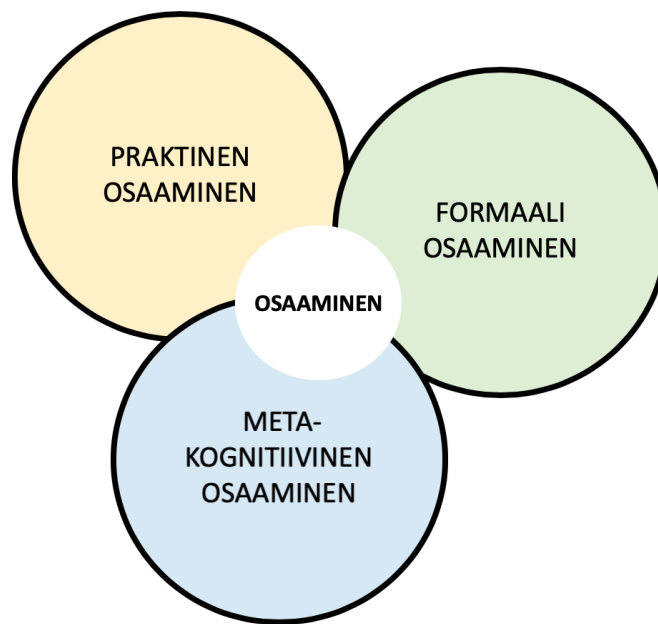 PRAKTINEN
OSAAMINEN
FORMAALI
OSAAMINEN
OSAAMINEN
META-
KOGNITIIVINEN
OSAAMINEN